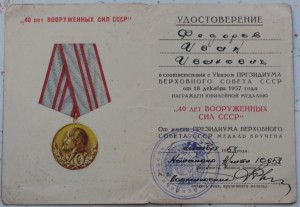 "40 ЛЕТ ВООРУЖЕННЫХ СИЛ СССР"
УДОСТОВЕРЕНИЕ
Федоров
Иван
Иванович
в соответствии с Указом ПРЕЗИДИУМА
ВЕРХОВНОГО СОВЕТА СССР
от 18 декабря 1957 года
НАГРАЖДЕН ЮБИЛЕЙНОЙ МЕДАЛЬЮ
"40 ЛЕТ ВООРУЖЕННЫХ
СИЛ СССР"
От имени ПРЕЗИДИУМА ВЕРХОВНОГО
СОВЕТА СССР МЕДАЛЬ ВРУЧЕНА
Командир